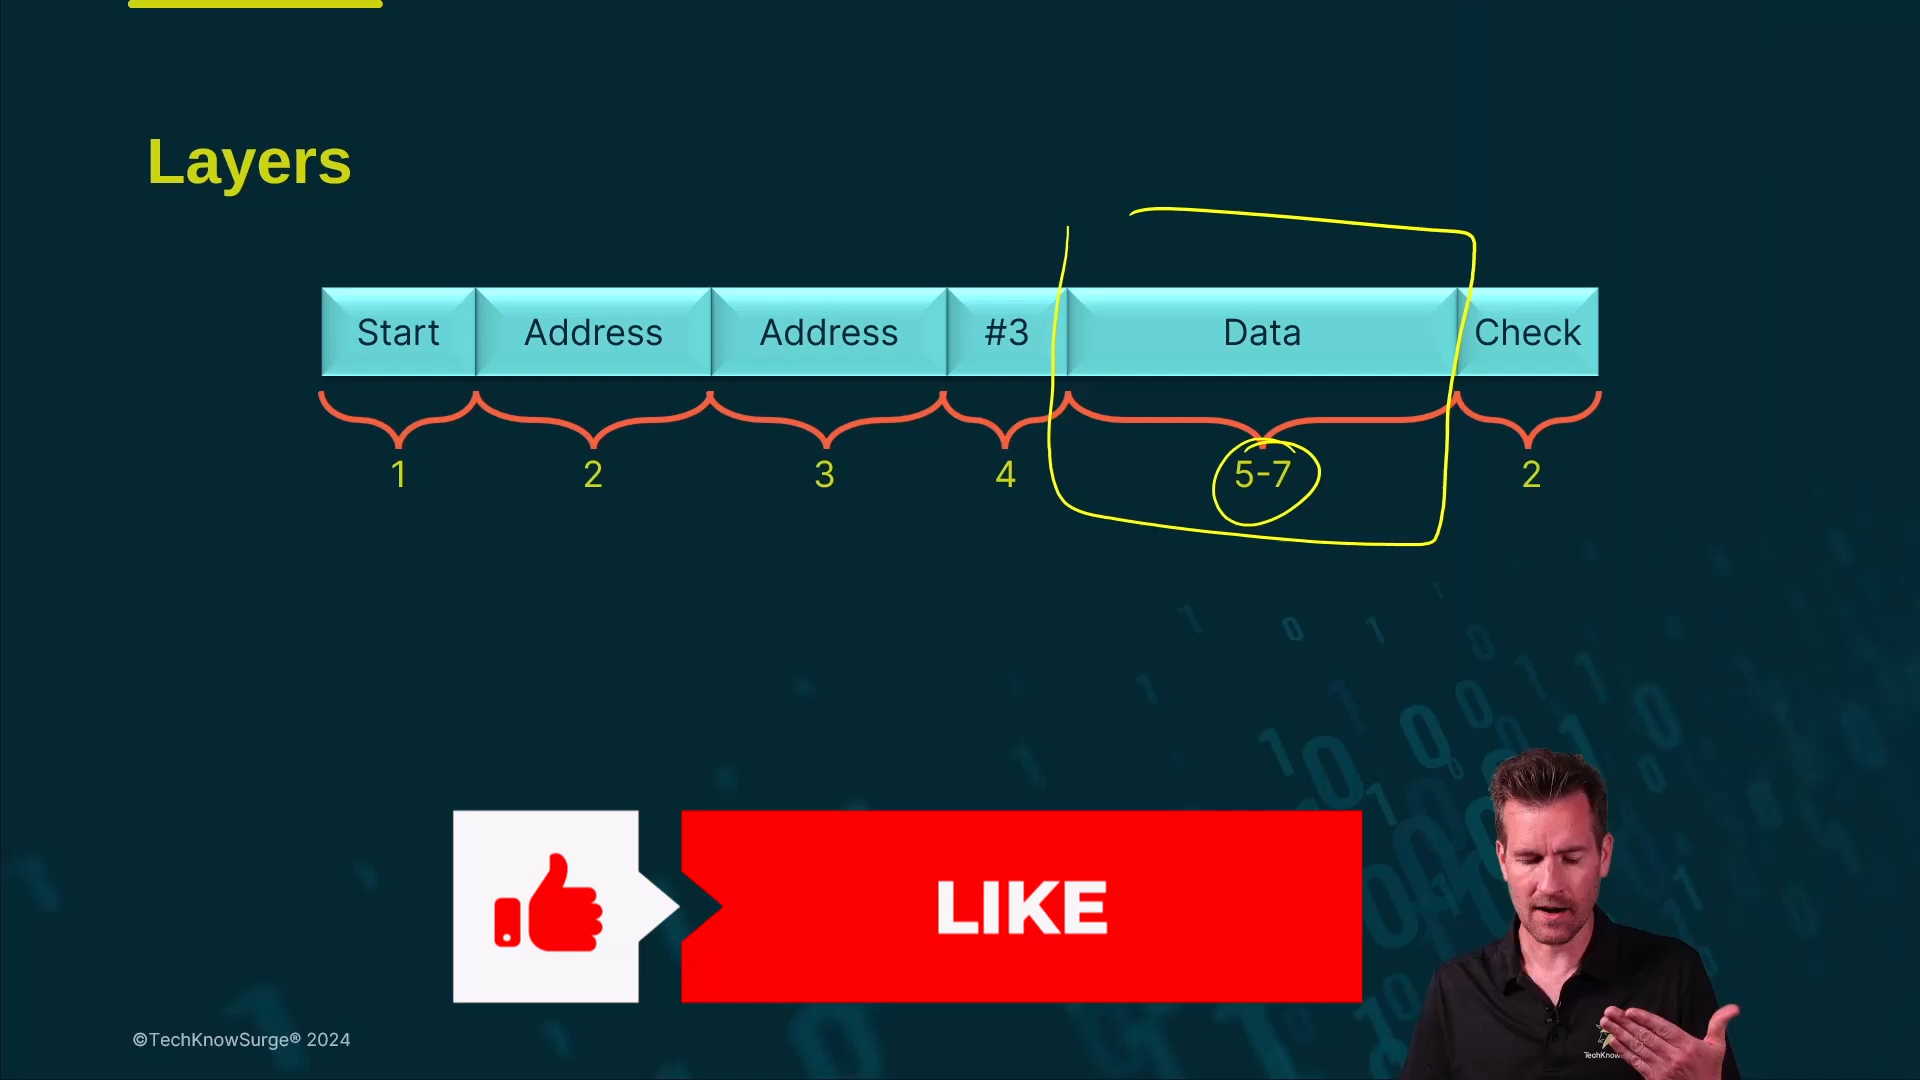 Layers
Start Address Address #3 Data Check
1 2 3 4 5-7 2
LIKE
©TechKnowSurge® 2024